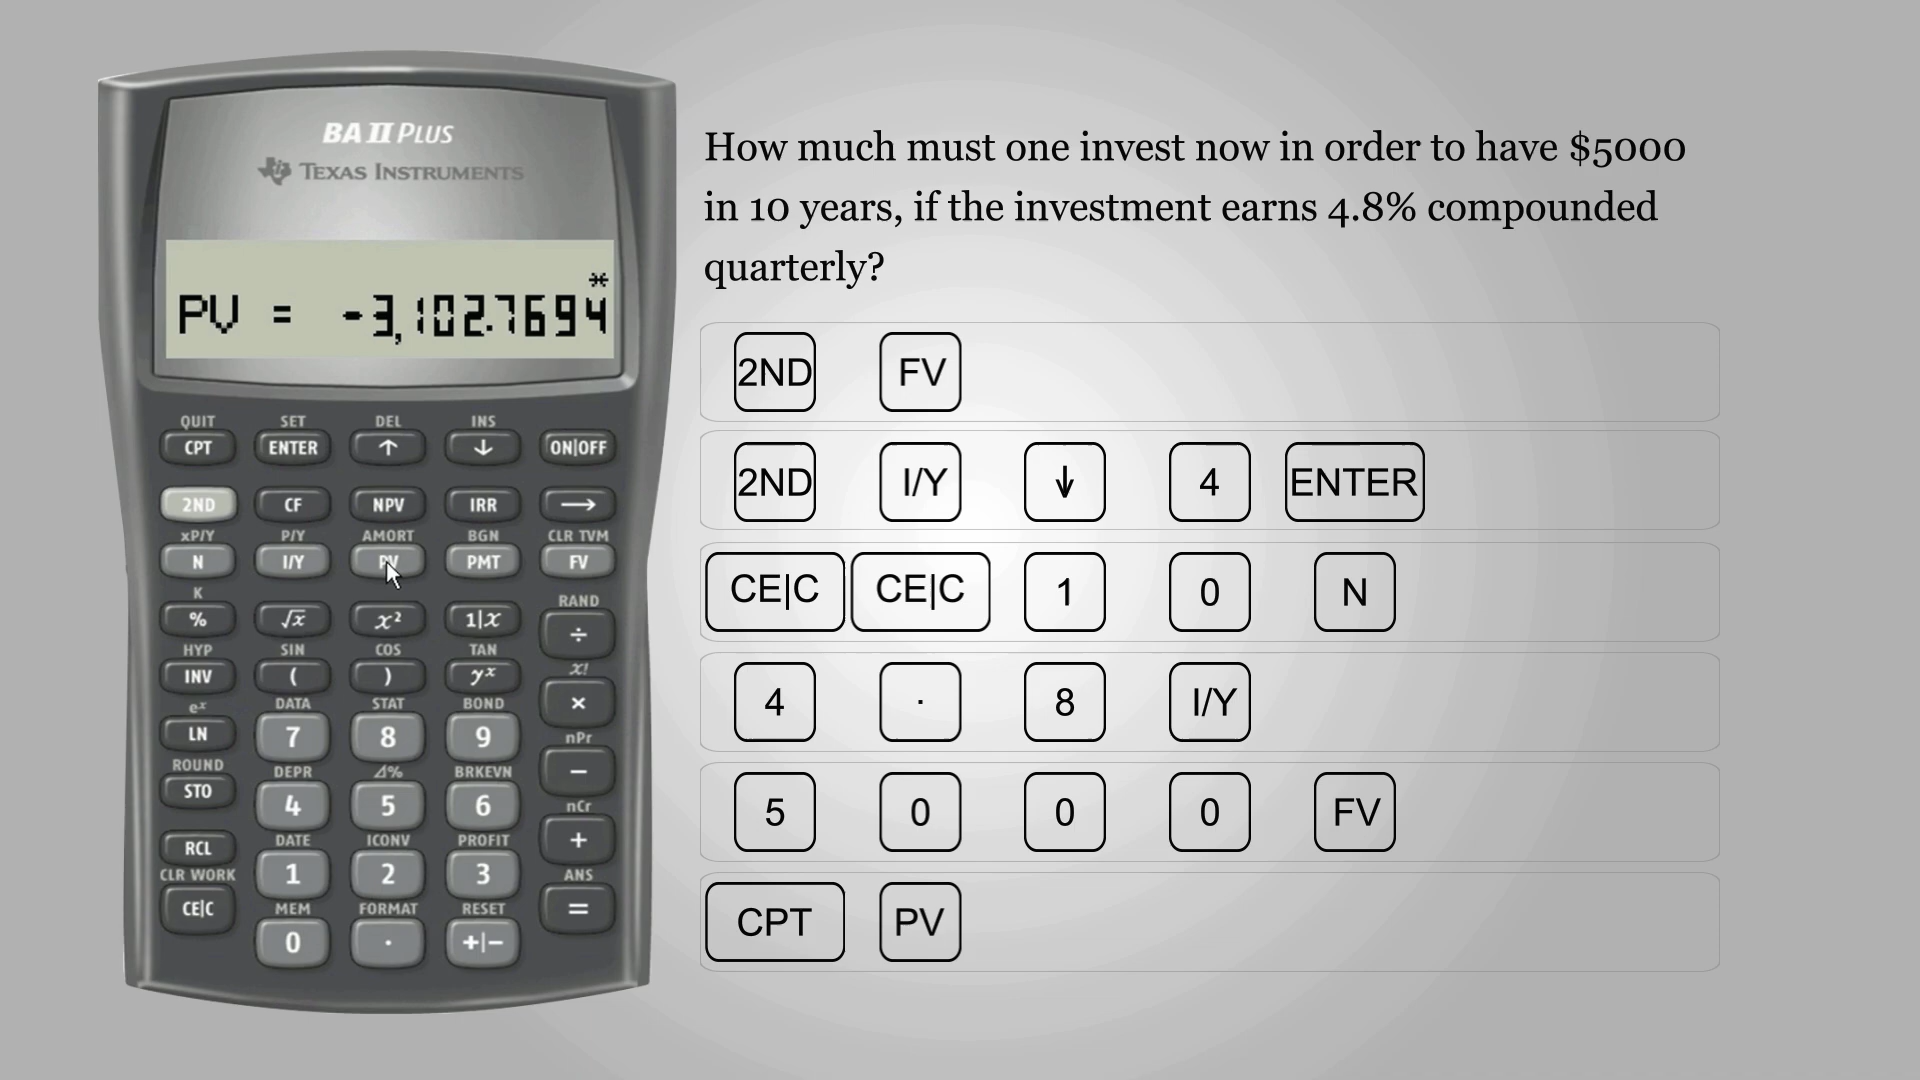 BA II PLUS
TEXAS INSTRUMENTS
PV = -3,102.7694
*
QUIT SET DEL INS
CPT ENTER ↑ ↓ ON|OFF
2ND CF NPV IRR →
xP/Y P/Y AMORT BGN CLR TVM
N I/Y PV PMT FV
K RAND
% √x x² 1|x ÷
HYP SIN COS TAN x!
INV ( ) yˣ ×
eˣ DATA STAT BOND
LN 7 8 9 nPr
ROUND DEPR Δ% BRKEVN −
STO 4 5 6 nCr
RCL DATE ICONV PROFIT +
CLR WORK 1 2 3 ANS
CE|C MEM FORMAT RESET =
0 . +|−
How much must one invest now in order to have $5000
in 10 years, if the investment earns 4.8% compounded
quarterly?
2ND FV
2ND I/Y ↓ 4 ENTER
CE|C CE|C 1 0 N
4 . 8 I/Y
5 0 0 0 FV
CPT PV